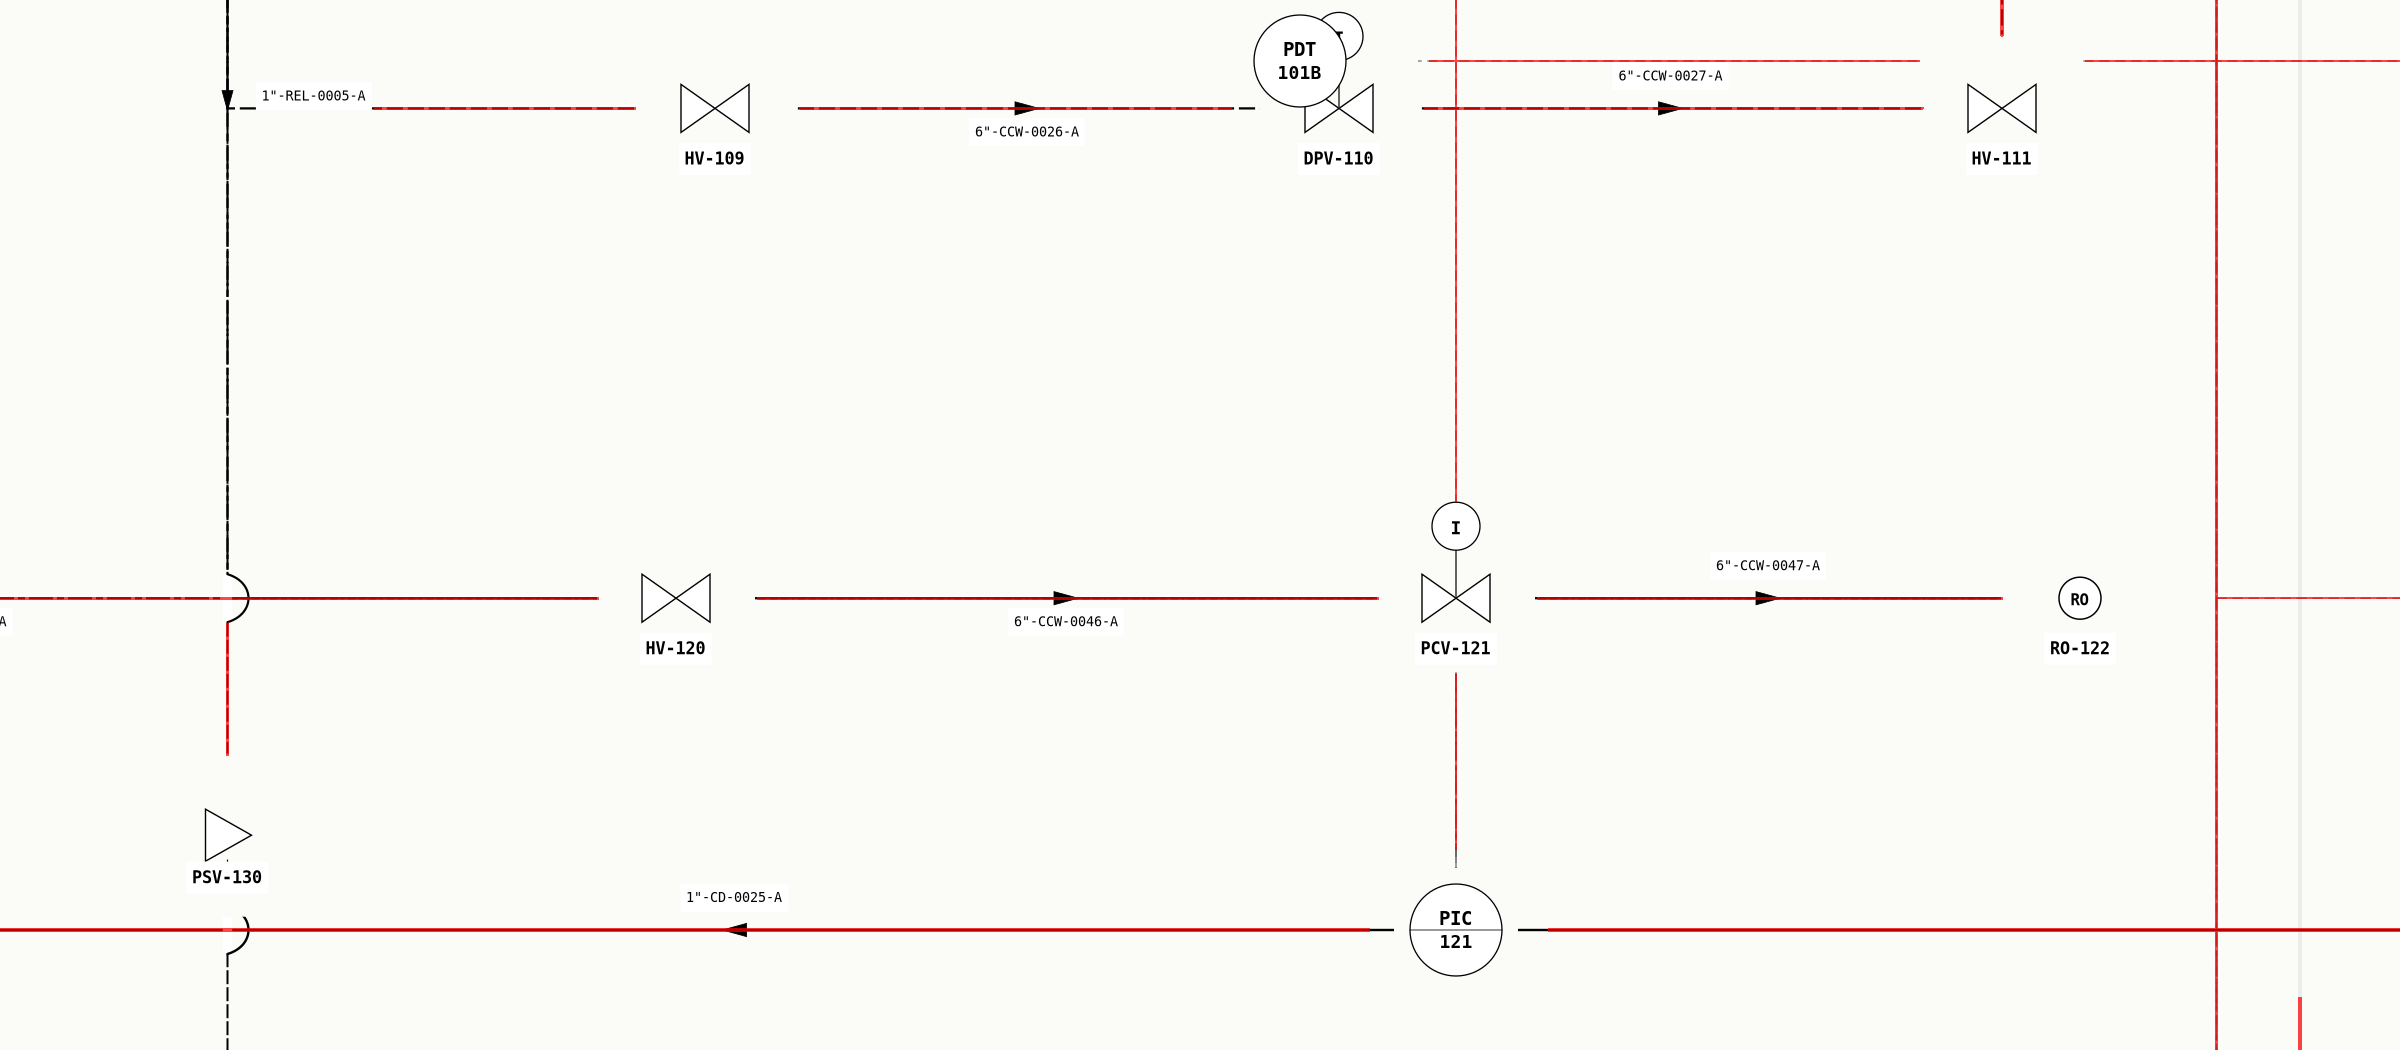 PDT
101B
6"-CCW-0027-A
1"-REL-0005-A
6"-CCW-0026-A
HV-109
DPV-110
HV-111
I
6"-CCW-0047-A
RO
A
6"-CCW-0046-A
HV-120
PCV-121
RO-122
PSV-130
1"-CD-0025-A
PIC
121